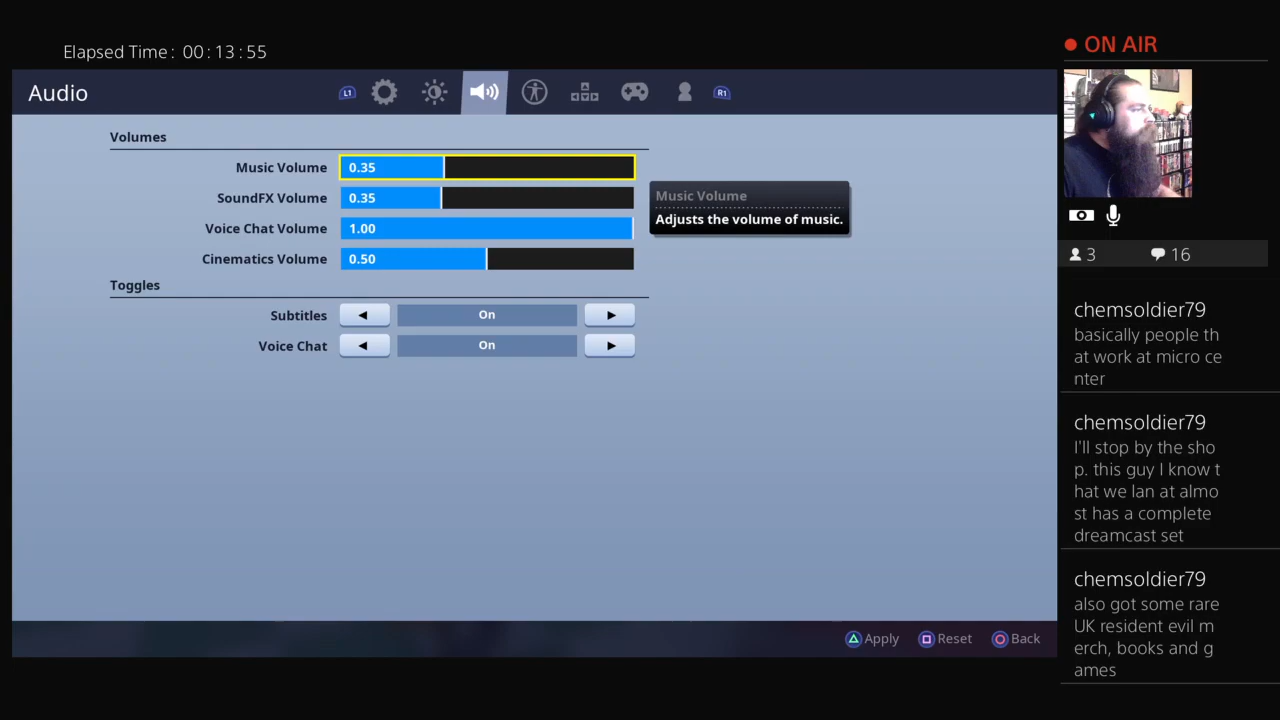 Elapsed Time: 00:13:55
ON AIR
Audio
L1
R1
Volumes
Music Volume 0.35
SoundFX Volume 0.35
Voice Chat Volume 1.00
Cinematics Volume 0.50
Music Volume
Adjusts the volume of music.
Toggles
Subtitles On
Voice Chat On
Apply Reset Back
3 16
chemsoldier79
basically people th
at work at micro ce
nter
chemsoldier79
I'll stop by the sho
p. this guy I know t
hat we lan at almo
st has a complete
dreamcast set
chemsoldier79
also got some rare
UK resident evil m
erch, books and g
ames